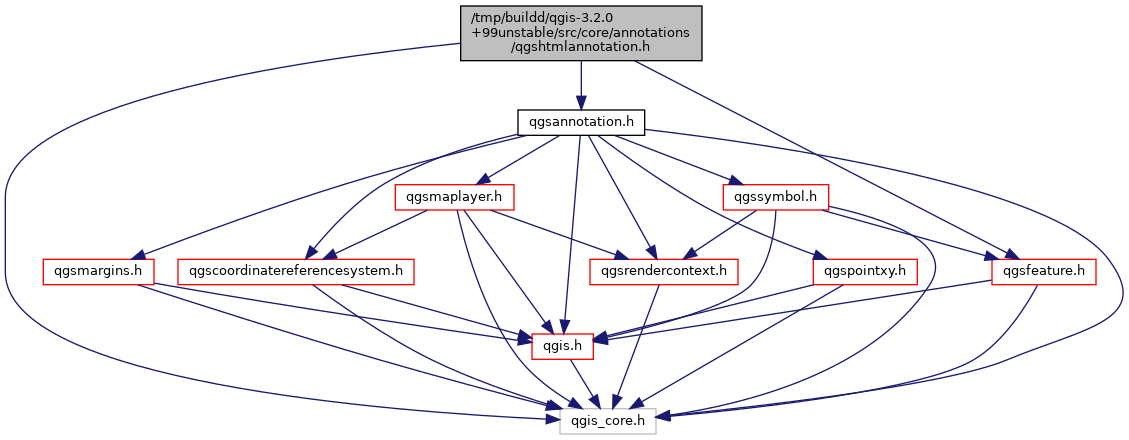 /tmp/buildd/qgis-3.2.0
+99unstable/src/core/annotations
/qgshtmlannotation.h
qgsannotation.h
qgsmaplayer.h
qgssymbol.h
qgsmargins.h
qgscoordinatereferencesystem.h
qgsrendercontext.h
qgspointxy.h
qgsfeature.h
qgis.h
qgis_core.h